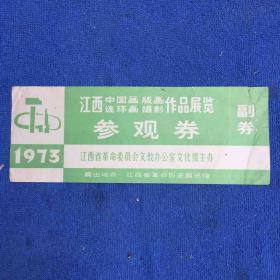 江西中国画版画连环画摄影作品展览
参观券
副券
1973
江西省革命委员会文教办公室文化组主办
展出地点 江西省革命历史展览馆